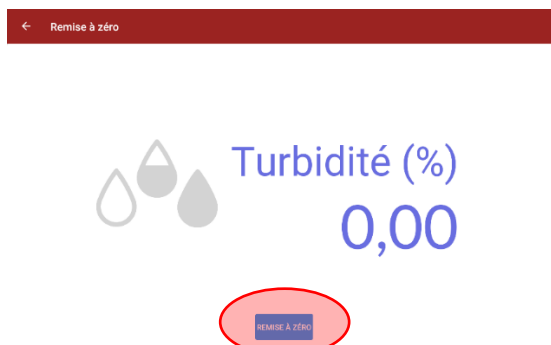 Remise à zéro
Turbidité (%)
0,00
REMISE À ZÉRO